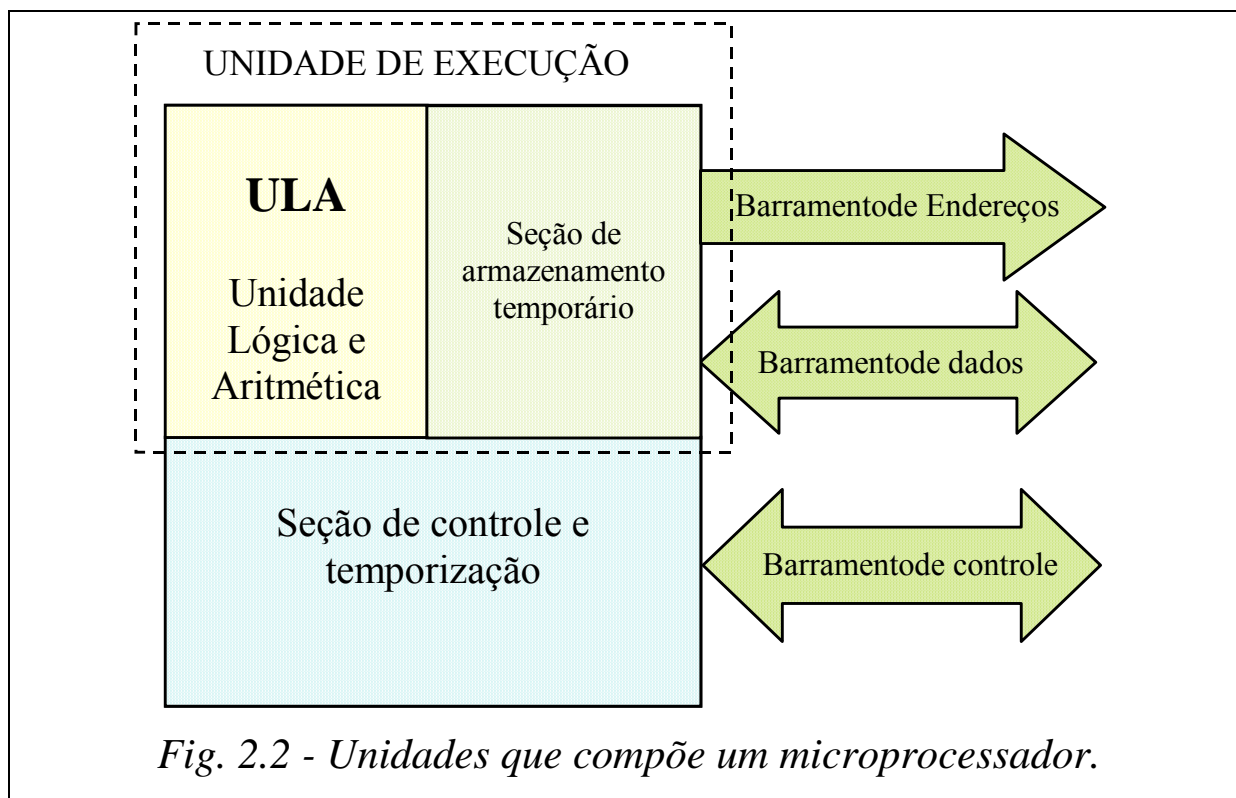 UNIDADE DE EXECUÇÃO
ULA
Unidade
Lógica e
Aritmética
Seção de
armazenamento
temporário
Barramentode Endereços
Barramentode dados
Seção de controle e
temporização
Barramentode controle
Fig. 2.2 - Unidades que compõe um microprocessador.